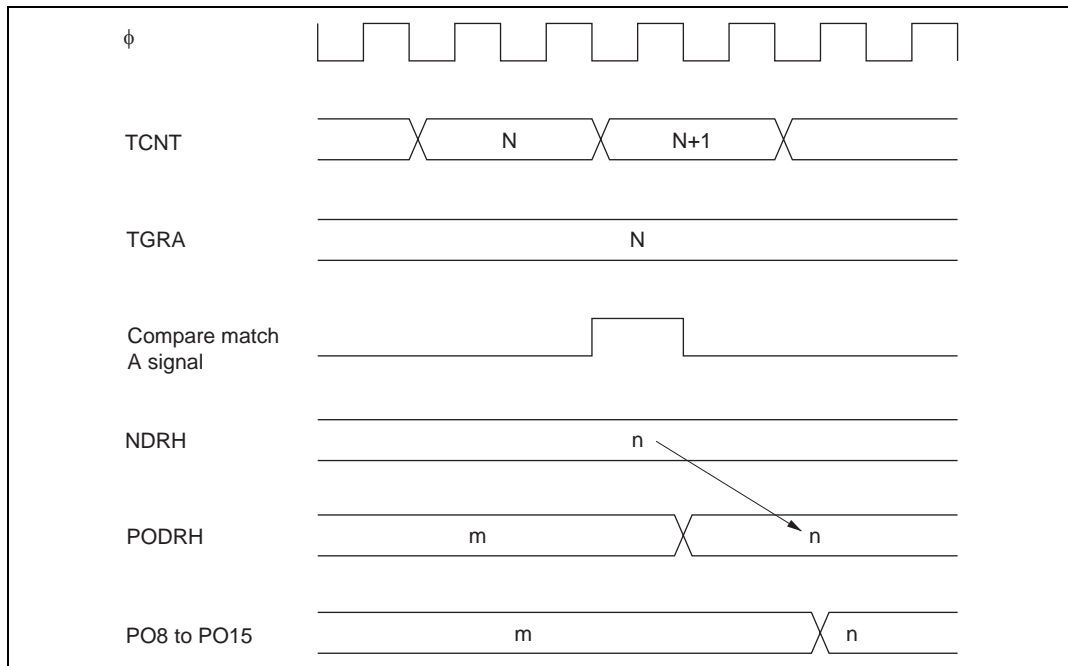 ϕ
TCNT
N
N+1
TGRA
N
Compare match
A signal
NDRH
n
PODRH
m
n
PO8 to PO15
m
n